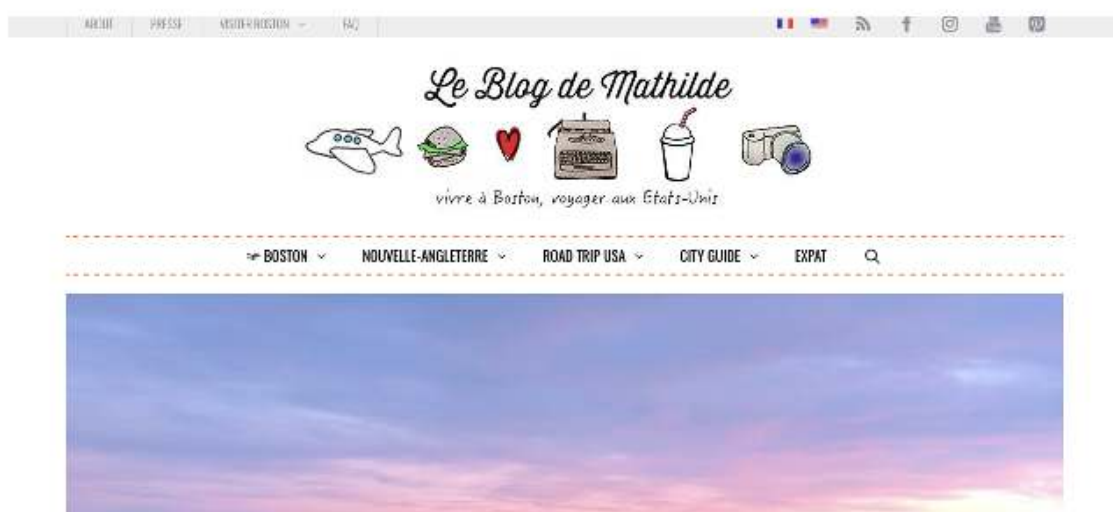 ABOUT PRESSE VISITER BOSTON FAQ
Le Blog de Mathilde
vivre à Boston, voyager aux Etats-Unis
BOSTON NOUVELLE-ANGLETERRE ROAD TRIP USA CITY GUIDE EXPAT